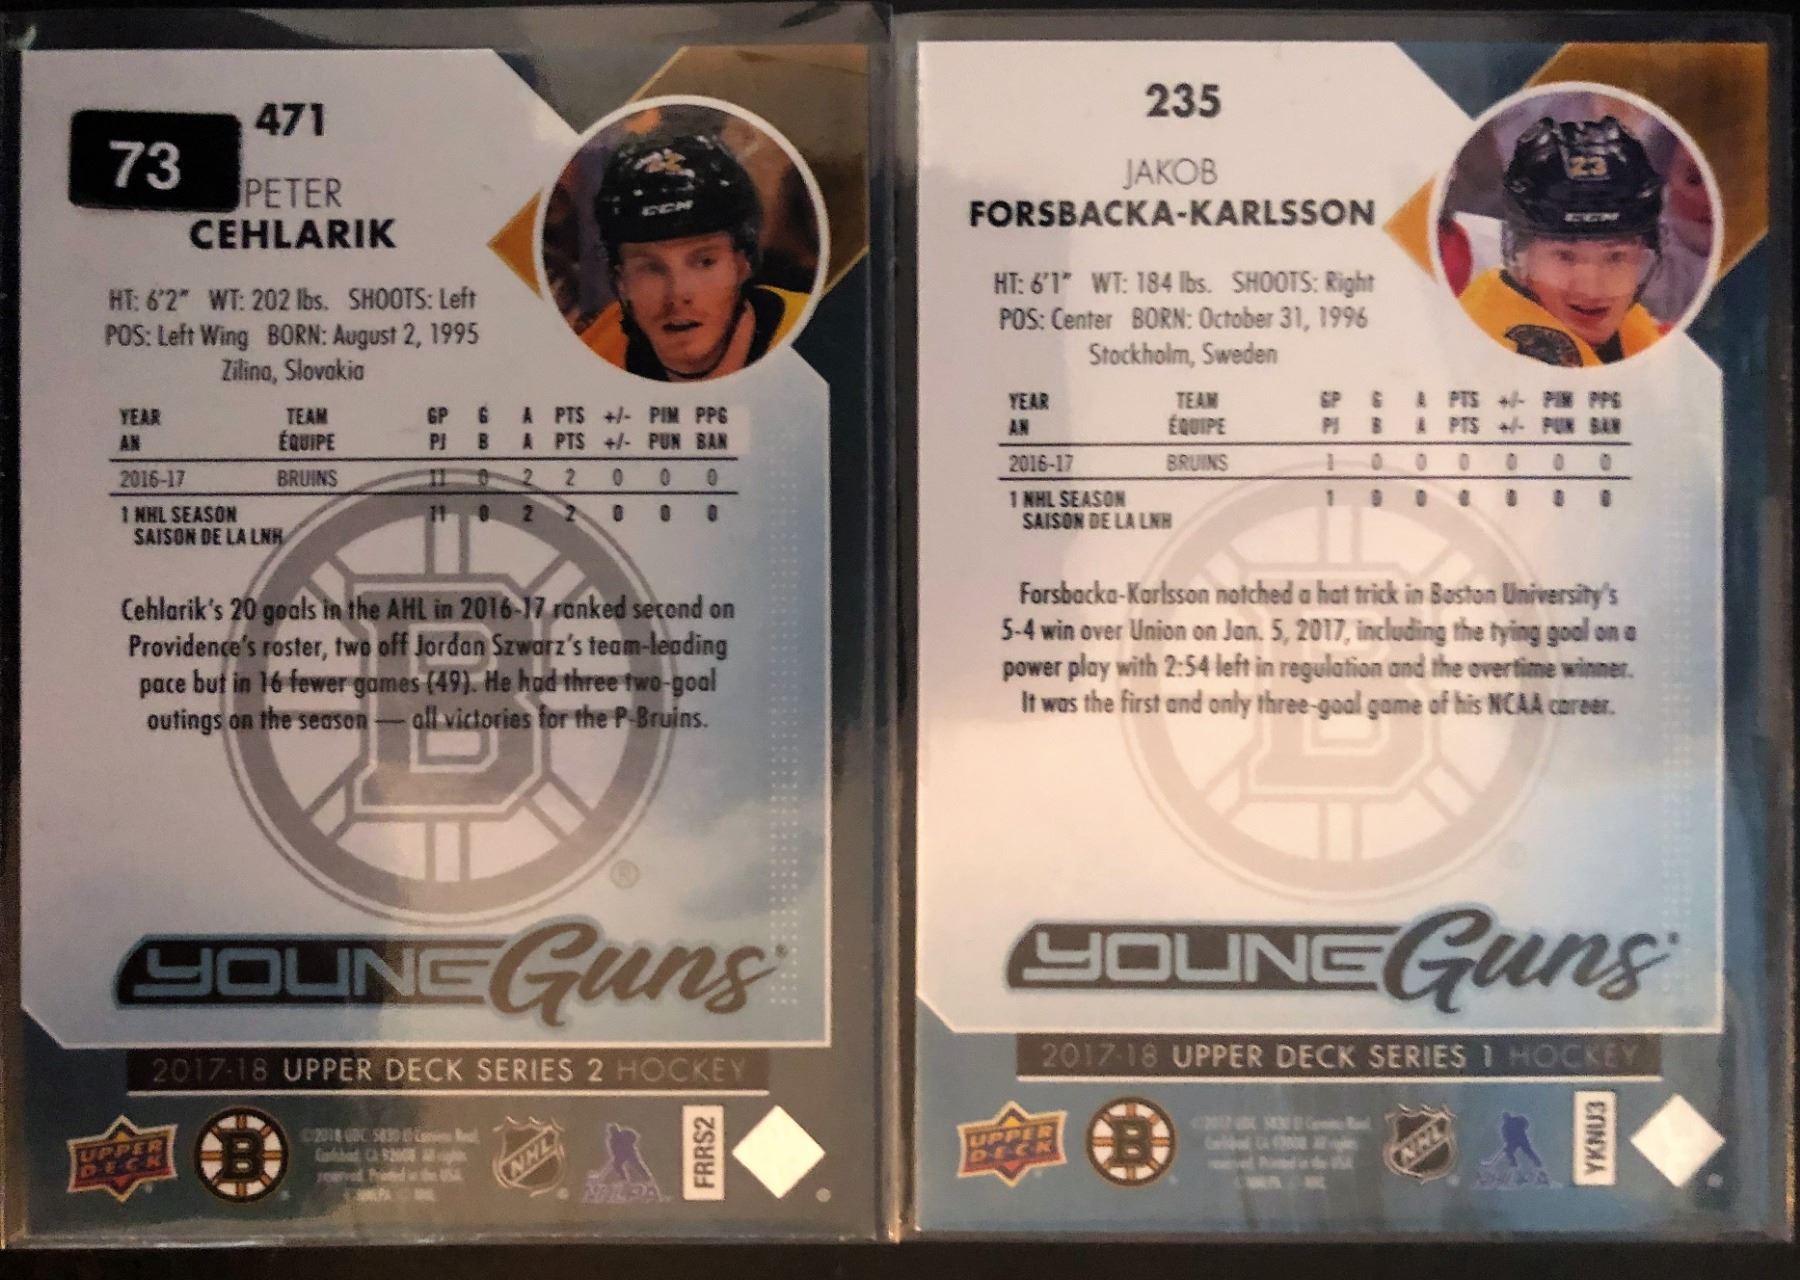 73
471
PETER
CEHLARIK
HT: 6'2" WT: 202 lbs. SHOOTS: Left
POS: Left Wing BORN: August 2, 1995
Zilina, Slovakia
YEAR TEAM GP G A PTS +/- PIM PPG
AN ÉQUIPE PJ B A PTS +/- PUN BAN
2016-17 BRUINS 11 0 2 2 0 0 0
1 NHL SEASON 11 0 2 2 0 0 0
SAISON DE LA LNH
Cehlarik's 20 goals in the AHL in 2016-17 ranked second on
Providence's roster, two off Jordan Szwarz's team-leading
pace but in 16 fewer games (49). He had three two-goal
outings on the season — all victories for the P-Bruins.
B
®
YOUNG Guns
2017-18 UPPER DECK SERIES 2 HOCKEY
UPPER DECK
B
NHL
NHLPA
FRRS2
235
JAKOB
FORSBACKA-KARLSSON
HT: 6'1" WT: 184 lbs. SHOOTS: Right
POS: Center BORN: October 31, 1996
Stockholm, Sweden
YEAR TEAM GP G A PTS +/- PIM PPG
AN ÉQUIPE PJ B A PTS +/- PUN BAN
2016-17 BRUINS 1 0 0 0 0 0 0
1 NHL SEASON 1 0 0 0 0 0 0
SAISON DE LA LNH
Forsbacka-Karlsson notched a hat trick in Boston University's
5-4 win over Union on Jan. 5, 2017, including the tying goal on a
power play with 2:54 left in regulation and the overtime winner.
It was the first and only three-goal game of his NCAA career.
B
YOUNG Guns
2017-18 UPPER DECK SERIES 1 HOCKEY
UPPER DECK
B
NHL
NHLPA
YKNU3
CCM
23
CCM